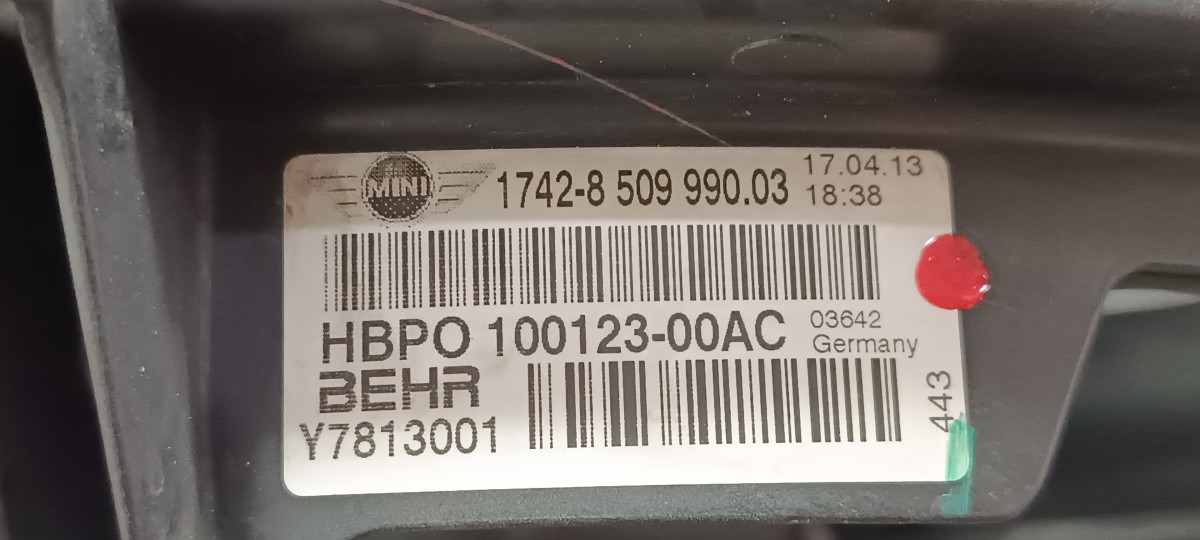 MINI
1742-8 509 990.03
17.04.13
18:38
HBPO 100123-00AC
03642
Germany
BEHR
Y7813001
443